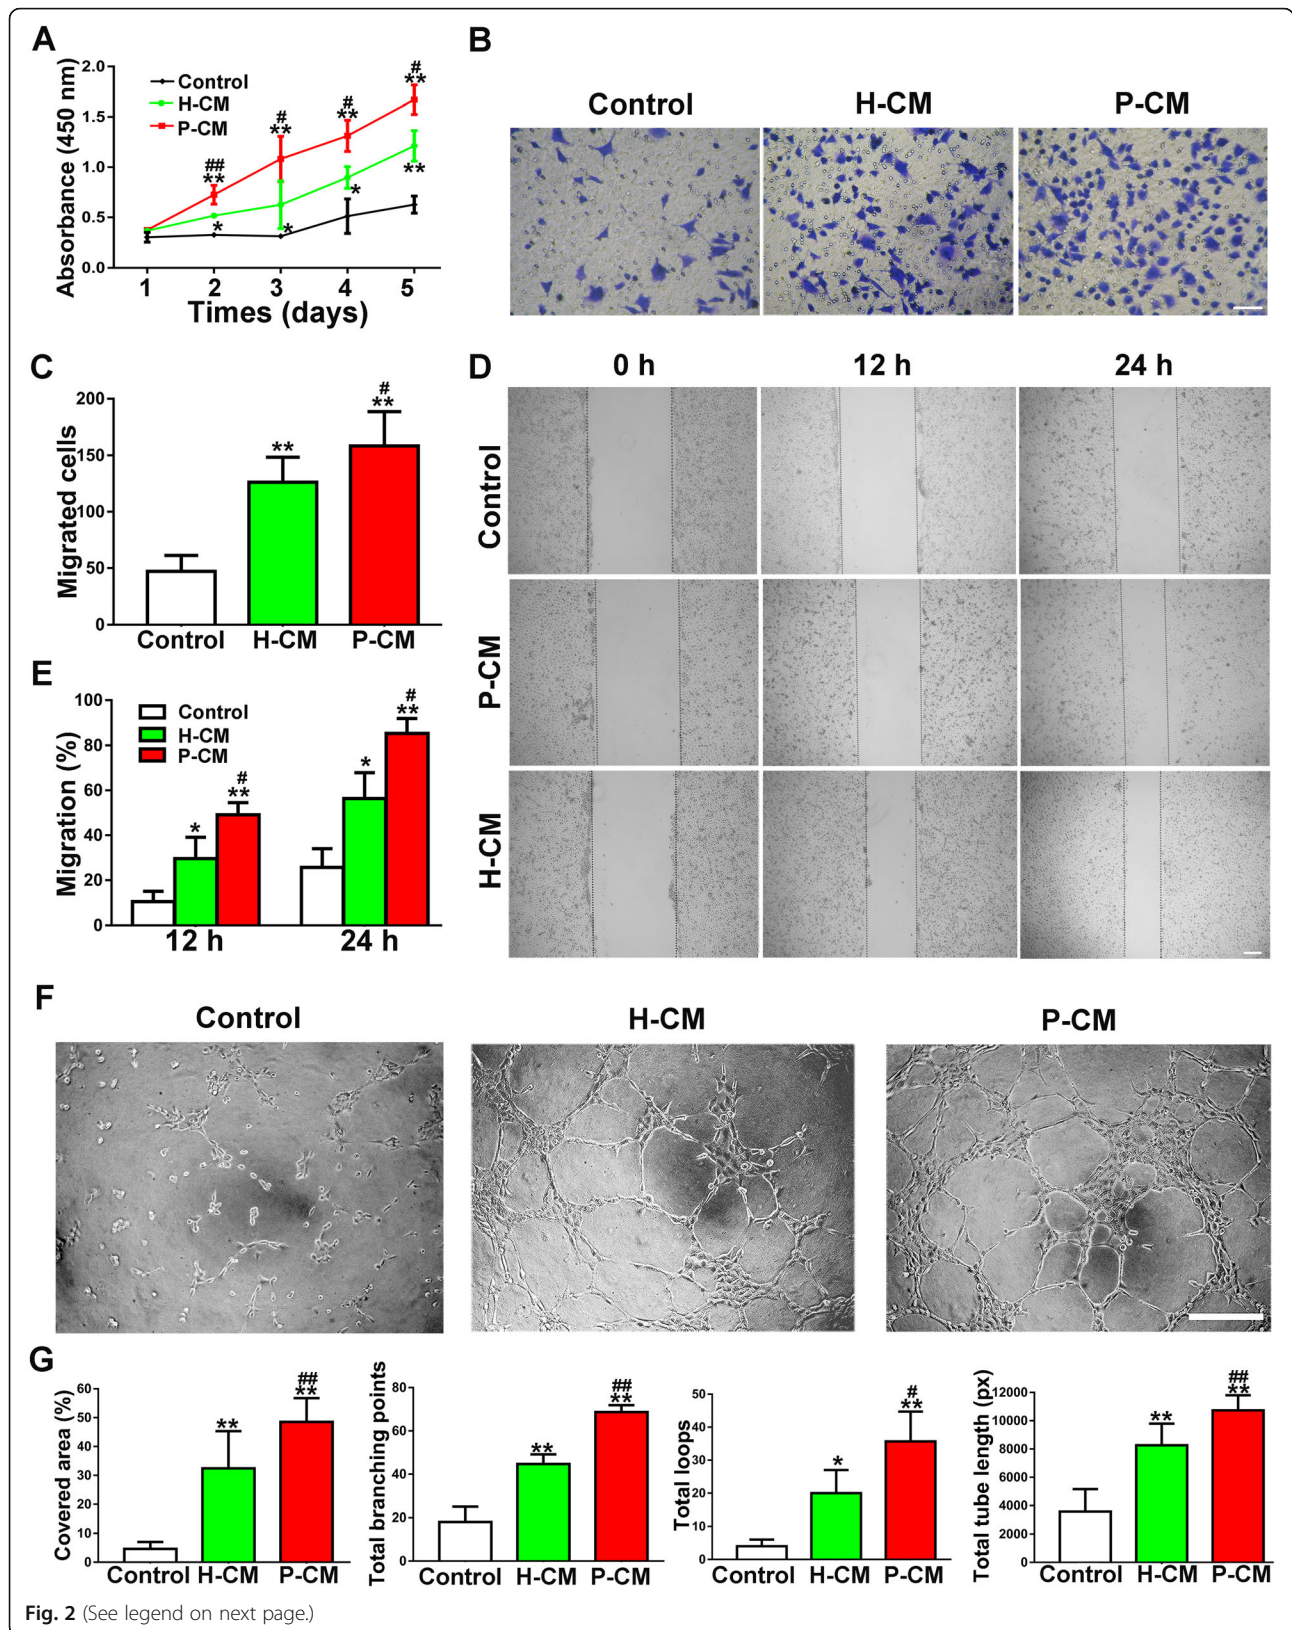 A
Absorbance (450 nm)
2.0
1.5
1.0
0.5
0.0
Control
H-CM
P-CM
##
**
#
**
#
**
#
**
*
*
*
**
1 2 3 4 5
Times (days)
B
Control H-CM P-CM
C
Migrated cells
200
150
100
50
0
**
#
**
Control H-CM P-CM
D
0 h 12 h 24 h
Control
P-CM
H-CM
E
Migration (%)
100
80
60
40
20
0
Control
H-CM
P-CM
*
#
**
*
#
**
12 h 24 h
F
Control H-CM P-CM
G
Covered area (%)
60
50
40
30
20
10
0
**
##
**
Control H-CM P-CM
Total branching points
80
60
40
20
0
**
##
**
Control H-CM P-CM
Total loops
50
40
30
20
10
0
*
#
**
Control H-CM P-CM
Total tube length (px)
12000
10000
8000
6000
4000
2000
0
**
##
**
Control H-CM P-CM
Fig. 2 (See legend on next page.)